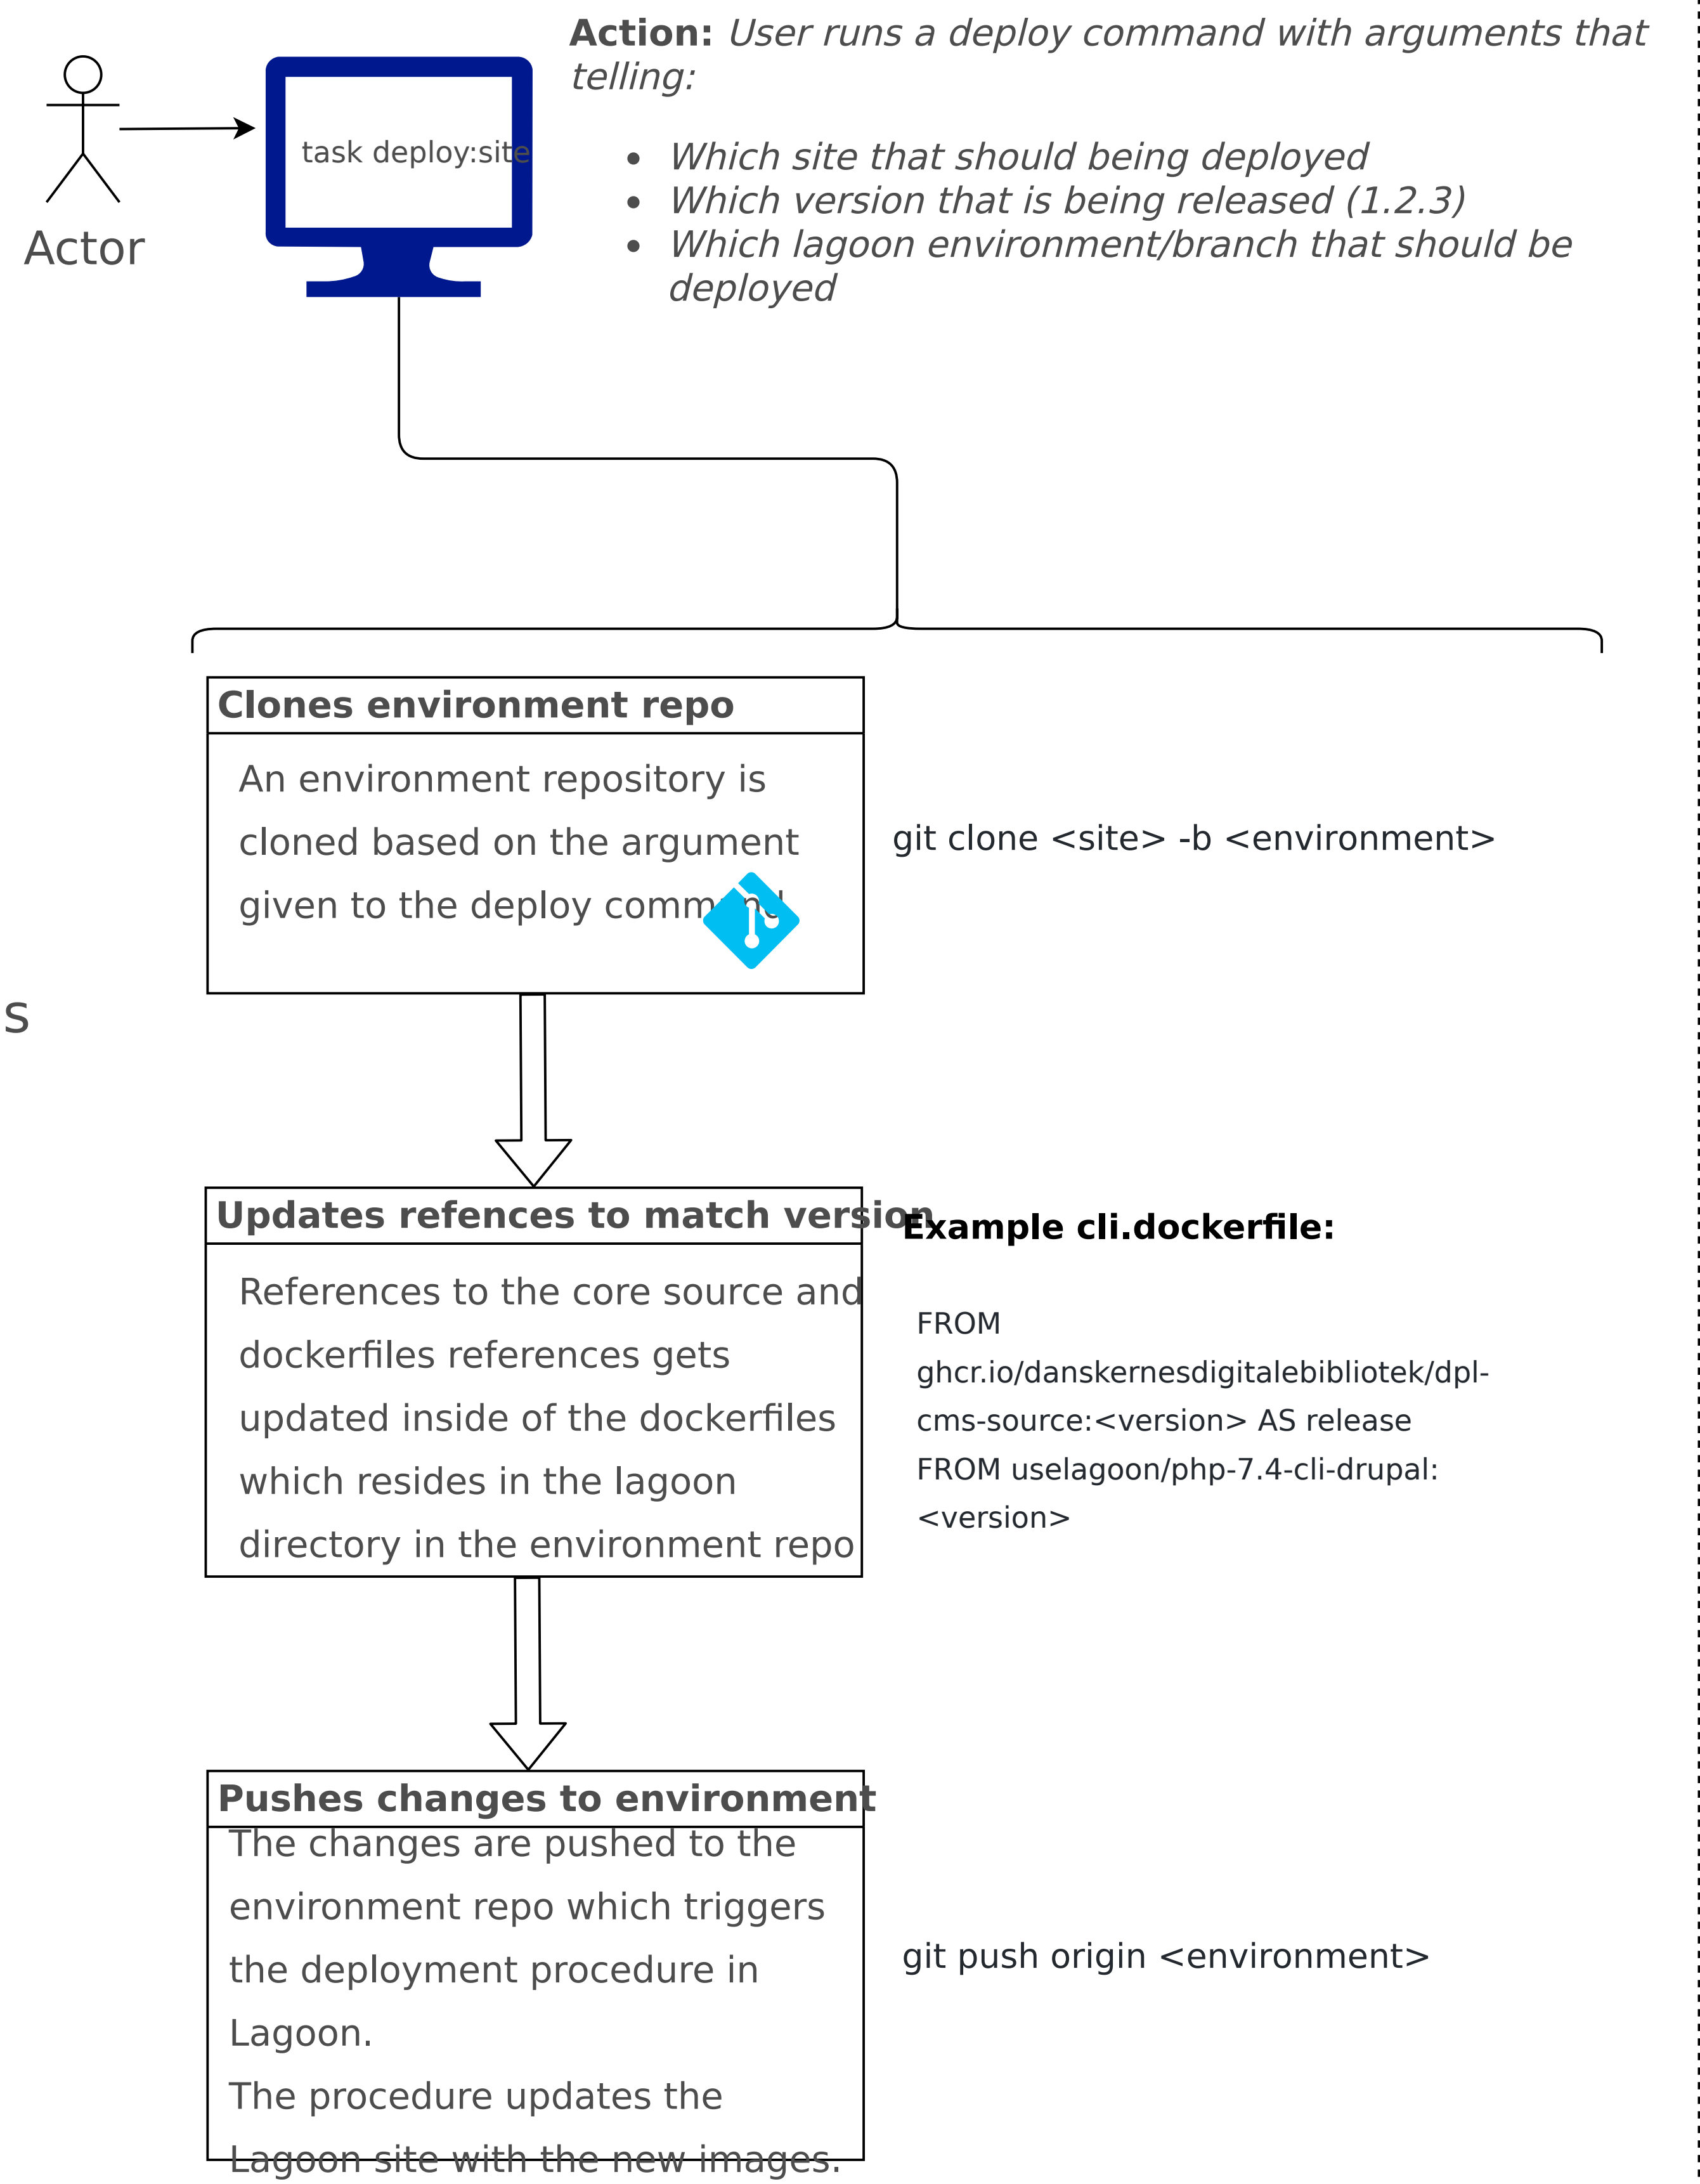 Action: User runs a deploy command with arguments that
telling:
task deploy:site
Which site that should being deployed
Which version that is being released (1.2.3)
Which lagoon environment/branch that should be
deployed
Actor
Clones environment repo
An environment repository is
cloned based on the argument
given to the deploy command
git clone <site> -b <environment>
s
Updates refences to match version
References to the core source and
dockerfiles references gets
updated inside of the dockerfiles
which resides in the lagoon
directory in the environment repo
Example cli.dockerfile:
FROM
ghcr.io/danskernesdigitalebibliotek/dpl-
cms-source:<version> AS release
FROM uselagoon/php-7.4-cli-drupal:
<version>
Pushes changes to environment
The changes are pushed to the
environment repo which triggers
the deployment procedure in
Lagoon.
The procedure updates the
Lagoon site with the new images.
git push origin <environment>